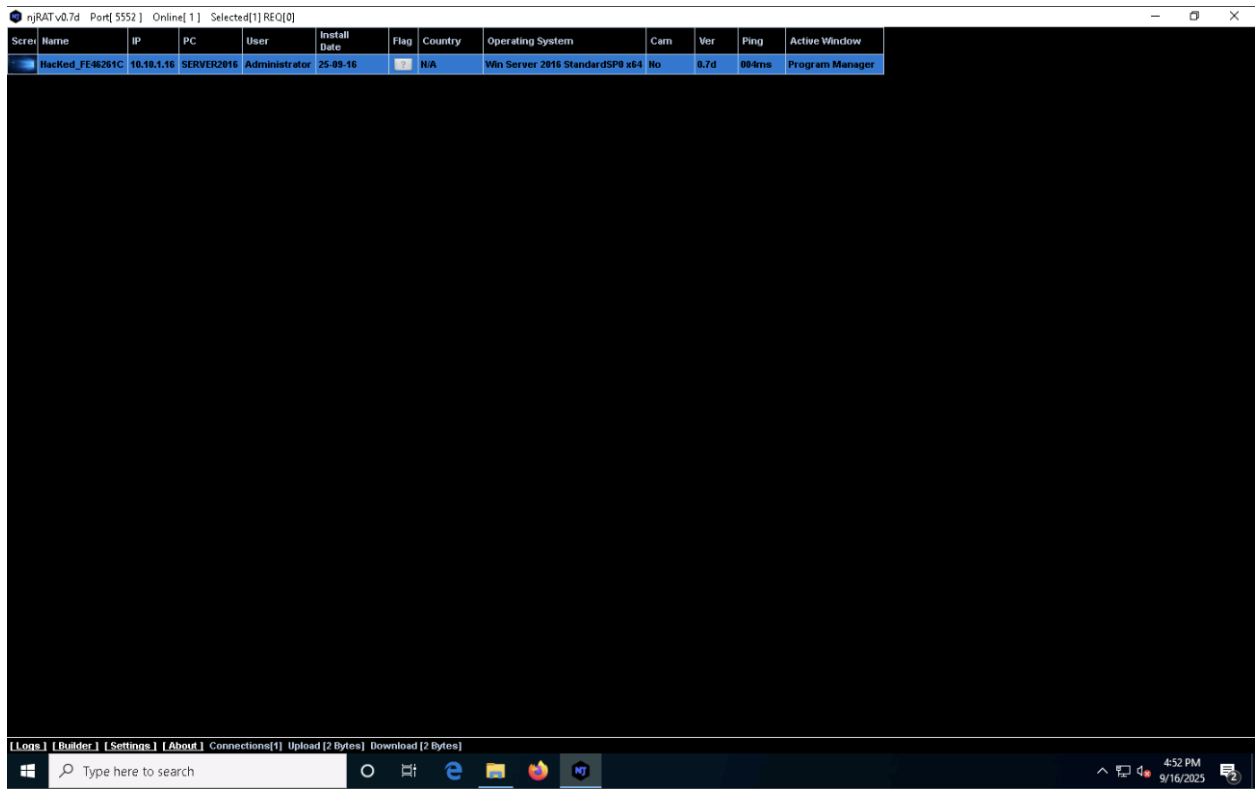 njRAT v0.7d Port[ 5552 ] Online[ 1 ] Selected[1] REQ[0]
Scree Name IP PC User Install Date Flag Country Operating System Cam Ver Ping Active Window
HacKed_FE46261C 10.10.1.16 SERVER2016 Administrator 25-09-16 ? N/A Win Server 2016 StandardSP0 x64 No 0.7d 004ms Program Manager
[ Logs ] [ Builder ] [ Settings ] [ About ] Connections[1] Upload [2 Bytes] Download [2 Bytes]
Type here to search NJ 4:52 PM
9/16/2025 2